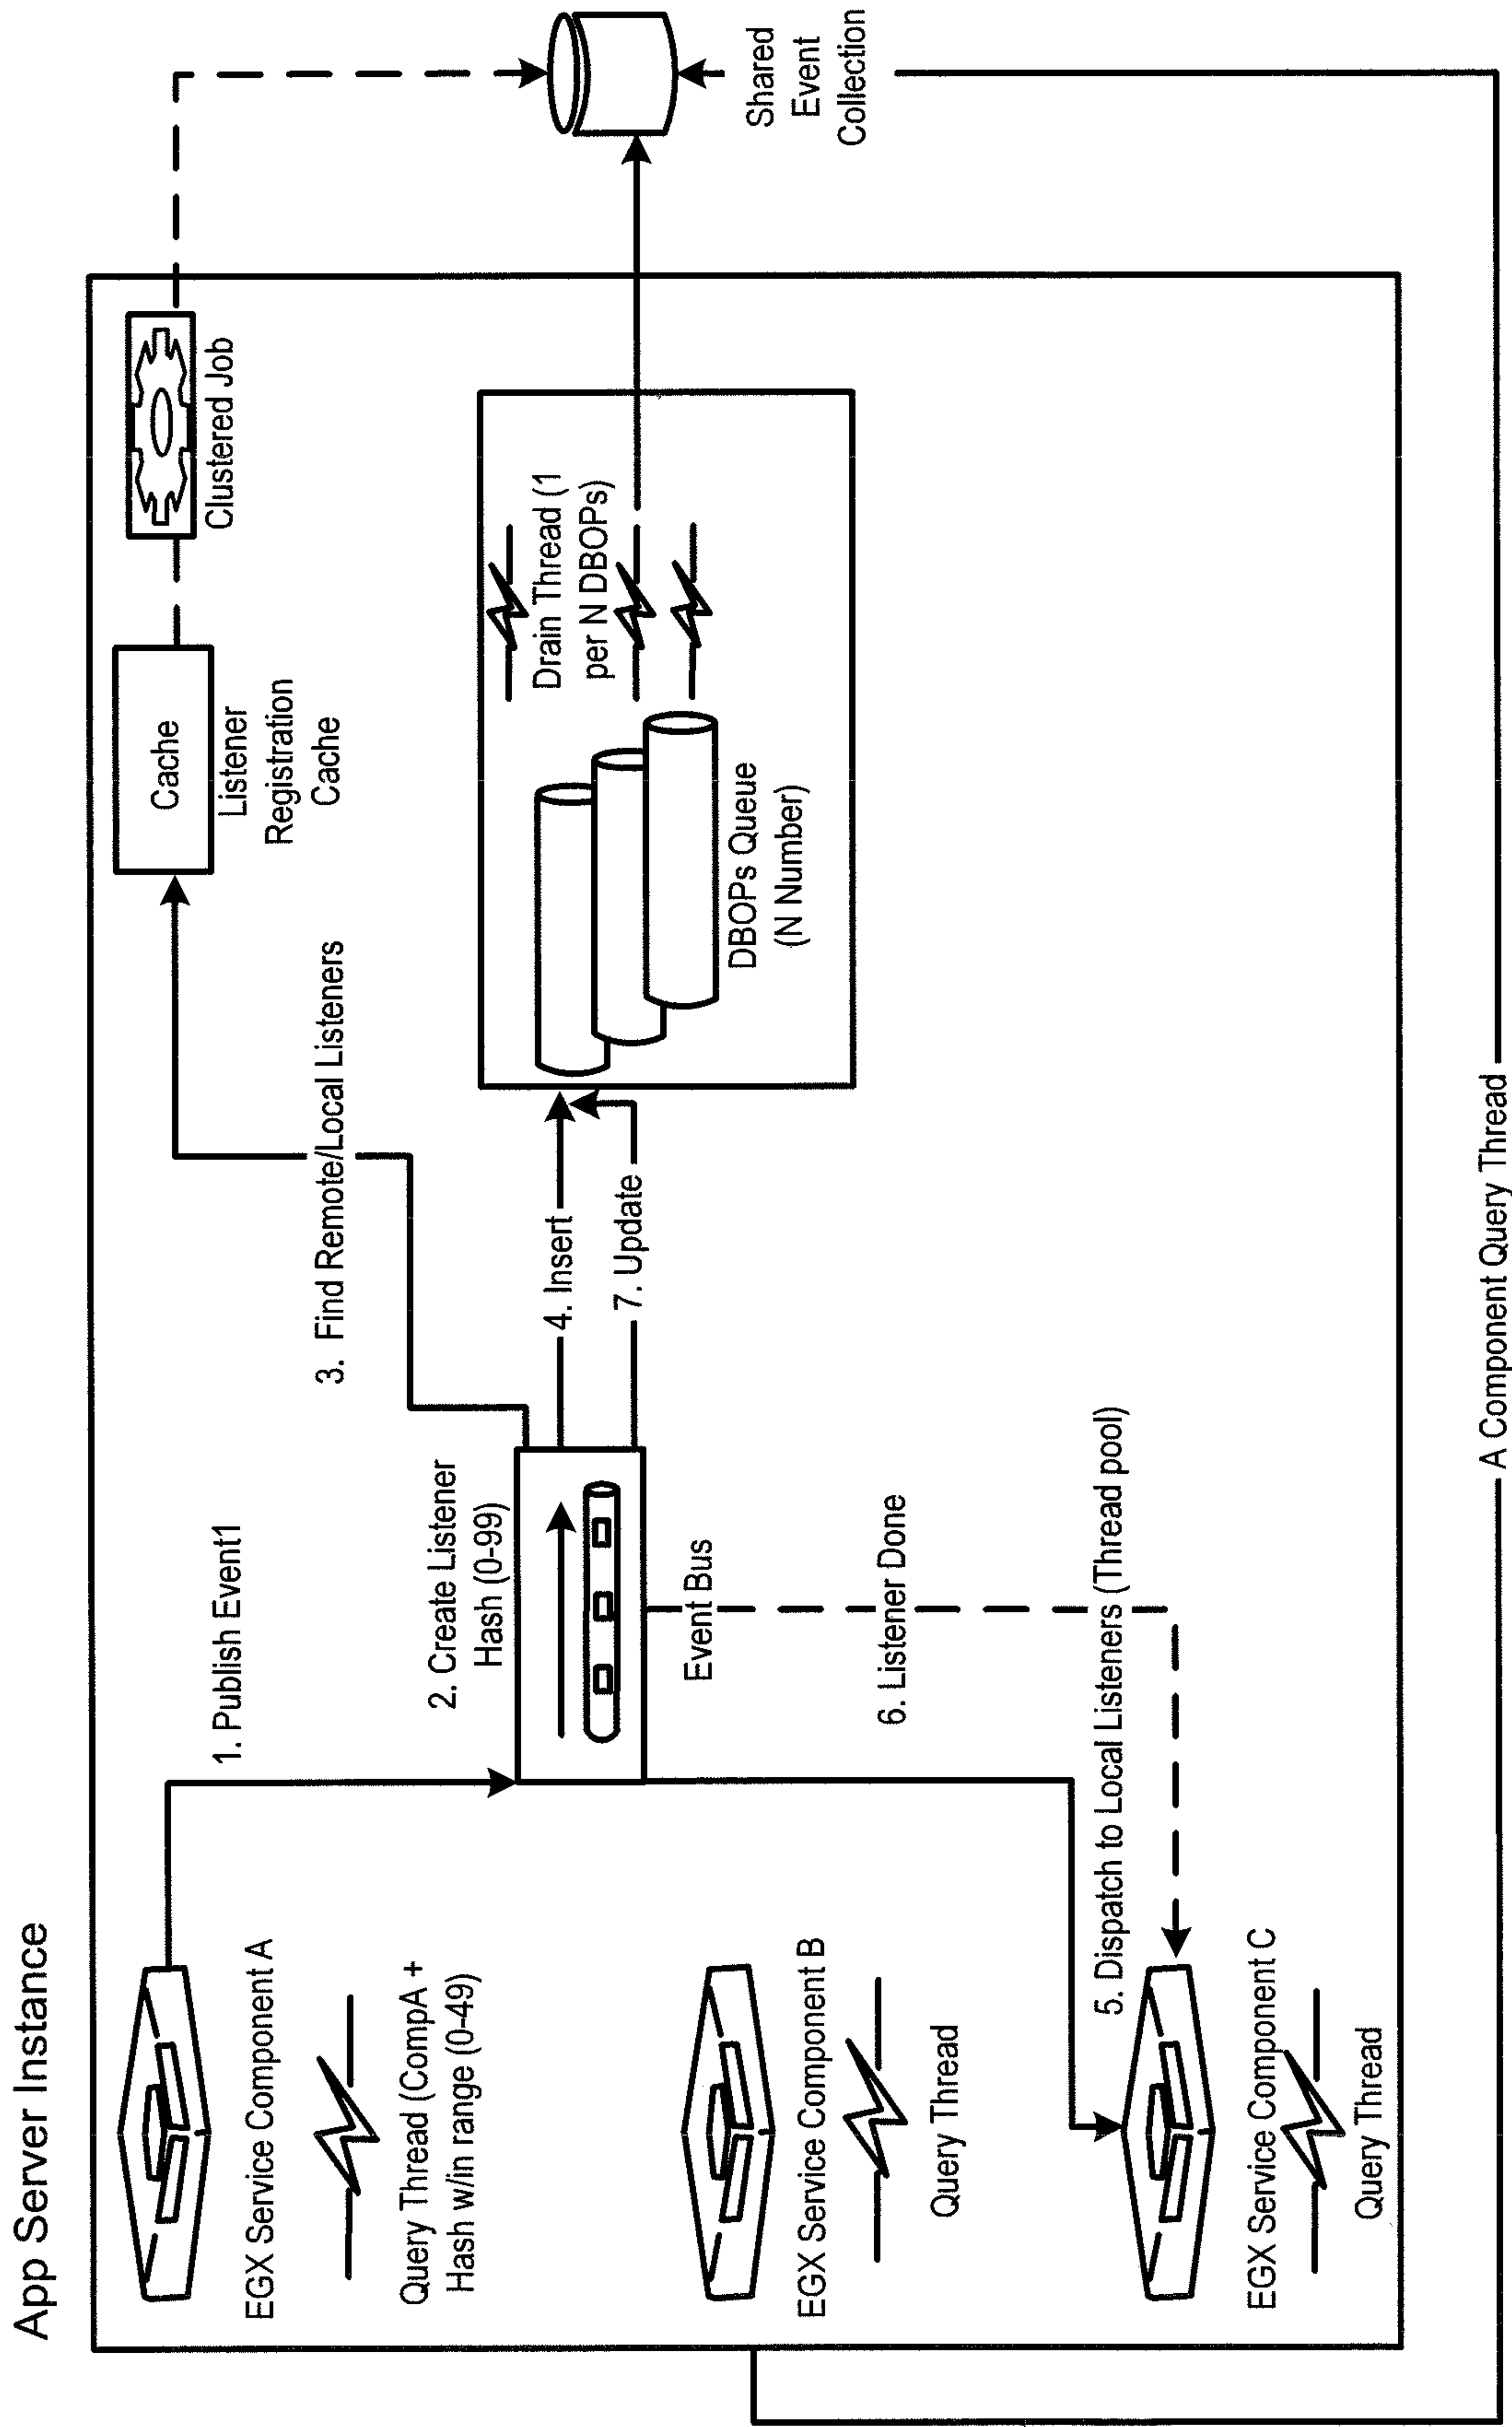 App Server Instance
EGX Service Component A
Query Thread (CompA +
Hash w/in range (0-49)
1. Publish Event1
2. Create Listener
Hash (0-99)
Event Bus
3. Find Remote/Local Listeners
Cache
Listener
Registration
Cache
Clustered Job
4. Insert
7. Update
Drain Thread (1
per N DBOPs)
DBOPs Queue
(N Number)
Shared
Event
Collection
EGX Service Component B
Query Thread
6. Listener Done
5. Dispatch to Local Listeners (Thread pool)
EGX Service Component C
Query Thread
A Component Query Thread